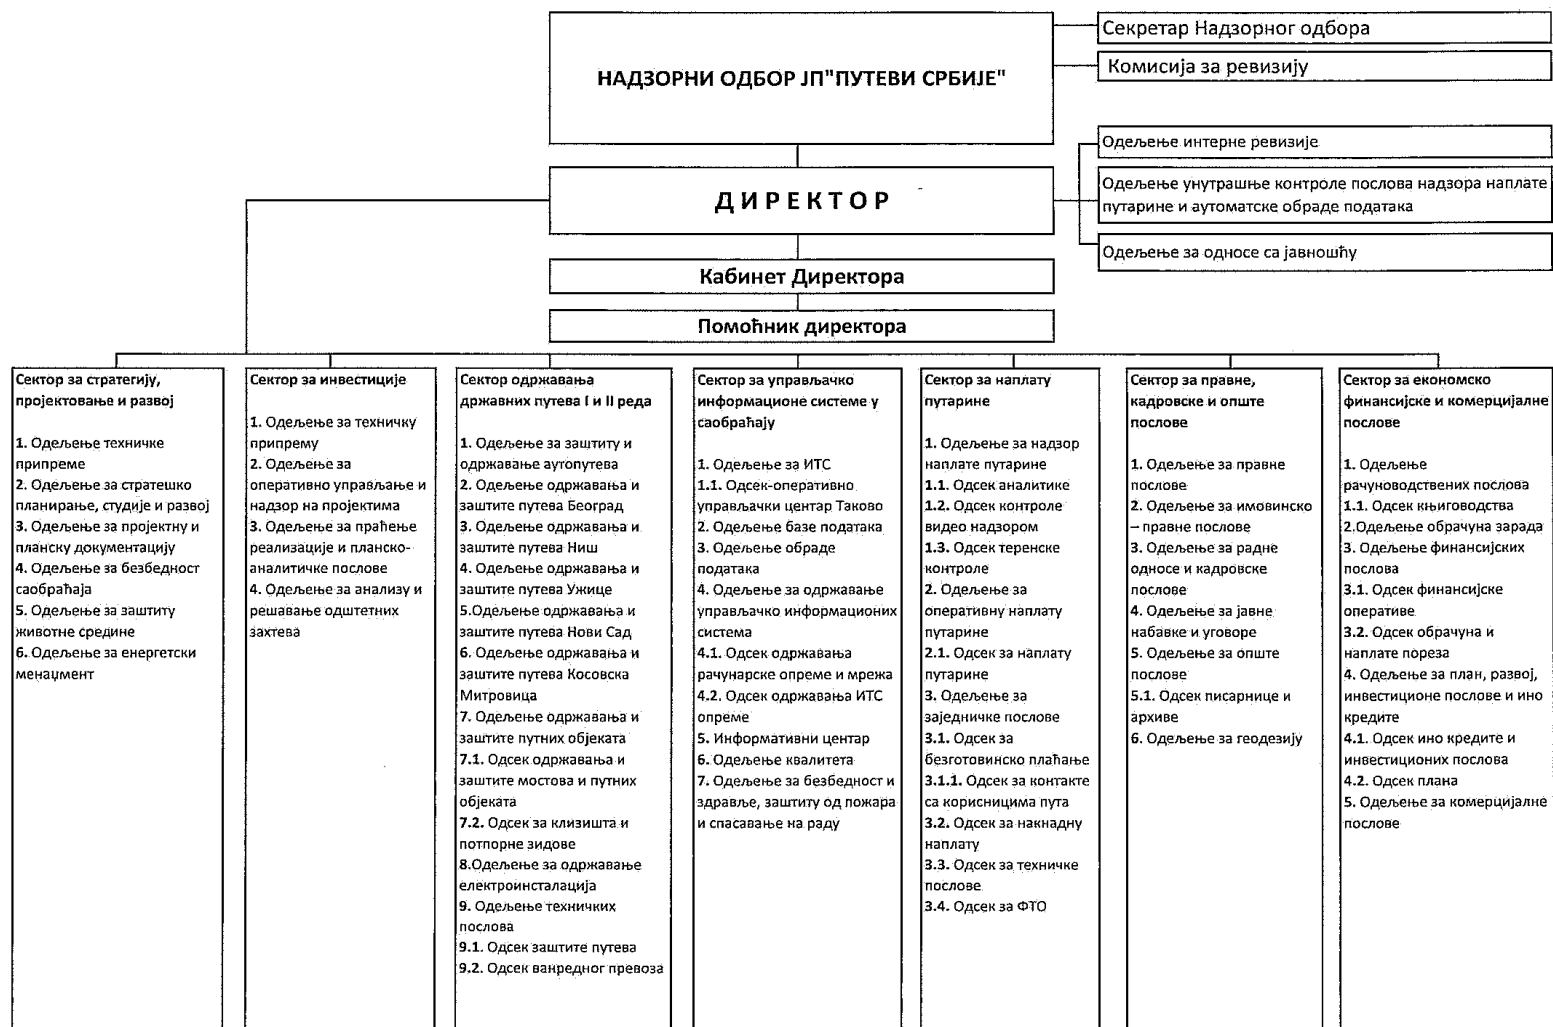 НАДЗОРНИ ОДБОР ЈП"ПУТЕВИ СРБИЈЕ"
Секретар Надзорног одбора
Комисија за ревизију
Одељење интерне ревизије
Одељење унутрашње контроле послова надзора наплате
путарине и аутоматске обраде података
Одељење за односе са јавношћу
ДИРЕКТОР
Кабинет Директора
Помоћник директора
Сектор за стратегију,
пројектовање и развој
1. Одељење техничке
припреме
2. Одељење за стратешко
планирање, студије и развој
3. Одељење за пројектну и
планску документацију
4. Одељење за безбедност
саобраћаја
5. Одељење за заштиту
животне средине
6. Одељење за енергетски
менаџмент
Сектор за инвестиције
1. Одељење за техничку
припрему
2. Одељење за
оперативно управљање и
надзор на пројектима
3. Одељење за праћење
реализације и планско-
аналитичке послове
4. Одељење за анализу и
решавање одштетних
захтева
Сектор одржавања
државних путева I и II реда
1. Одељење за заштиту и
одржавање аутопутева
2. Одељење одржавања и
заштите путева Београд
3. Одељење одржавања и
заштите путева Ниш
4. Одељење одржавања и
заштите путева Ужице
5.Одељење одржавања и
заштите путева Нови Сад
6. Одељење одржавања и
заштите путева Косовска
Митровица
7. Одељење одржавања и
заштите путних објеката
7.1. Одсек одржавања и
заштите мостова и путних
објеката
7.2. Одсек за клизишта и
потпорне зидове
8.Одељење за одржавање
електроинсталација
9. Одељење техничких
послова
9.1. Одсек заштите путева
9.2. Одсек ванредног превоза
Сектор за управљачко
информационе системе у
саобраћају
1. Одељење за ИТС
1.1. Одсек-оперативно
управљачки центар Таково
2. Одељење базе података
3. Одељење обраде
података
4. Одељење за одржавање
управљачко информационих
система
4.1. Одсек одржавања
рачунарске опреме и мрежа
4.2. Одсек одржавања ИТС
опреме
5. Информативни центар
6. Одељење квалитета
7. Одељење за безбедност и
здравље, заштиту од пожара
и спасавање на раду
Сектор за наплату
путарине
1. Одељење за надзор
наплате путарине
1.1. Одсек аналитике
1.2. Одсек контроле
видео надзором
1.3. Одсек теренске
контроле
2. Одељење за
оперативну наплату
путарине
2.1. Одсек за наплату
путарине
3. Одељење за
заједничке послове
3.1. Одсек за
безготовинско плаћање
3.1.1. Одсек за контакте
са корисницима пута
3.2. Одсек за накнадну
наплату
3.3. Одсек за техничке
послове
3.4. Одсек за ФТО
Сектор за правне,
кадровске и опште
послове
1. Одељење за правне
послове
2. Одељење за имовинско
– правне послове
3. Одељење за радне
односе и кадровске
послове
4. Одељење за јавне
набавке и уговоре
5. Одељење за опште
послове
5.1. Одсек писарнице и
архиве
6. Одељење за геодезију
Сектор за економско
финансијске и комерцијалне
послове
1. Одељење
рачуноводствених послова
1.1. Одсек књиговодства
2.Одељење обрачуна зарада
3. Одељење финансијских
послова
3.1. Одсек финансијске
оперативе
3.2. Одсек обрачуна и
наплате пореза
4. Одељење за план, развој,
инвестиционе послове и ино
кредите
4.1. Одсек ино кредите и
инвестиционих послова
4.2. Одсек плана
5. Одељење за комерцијалне
послове